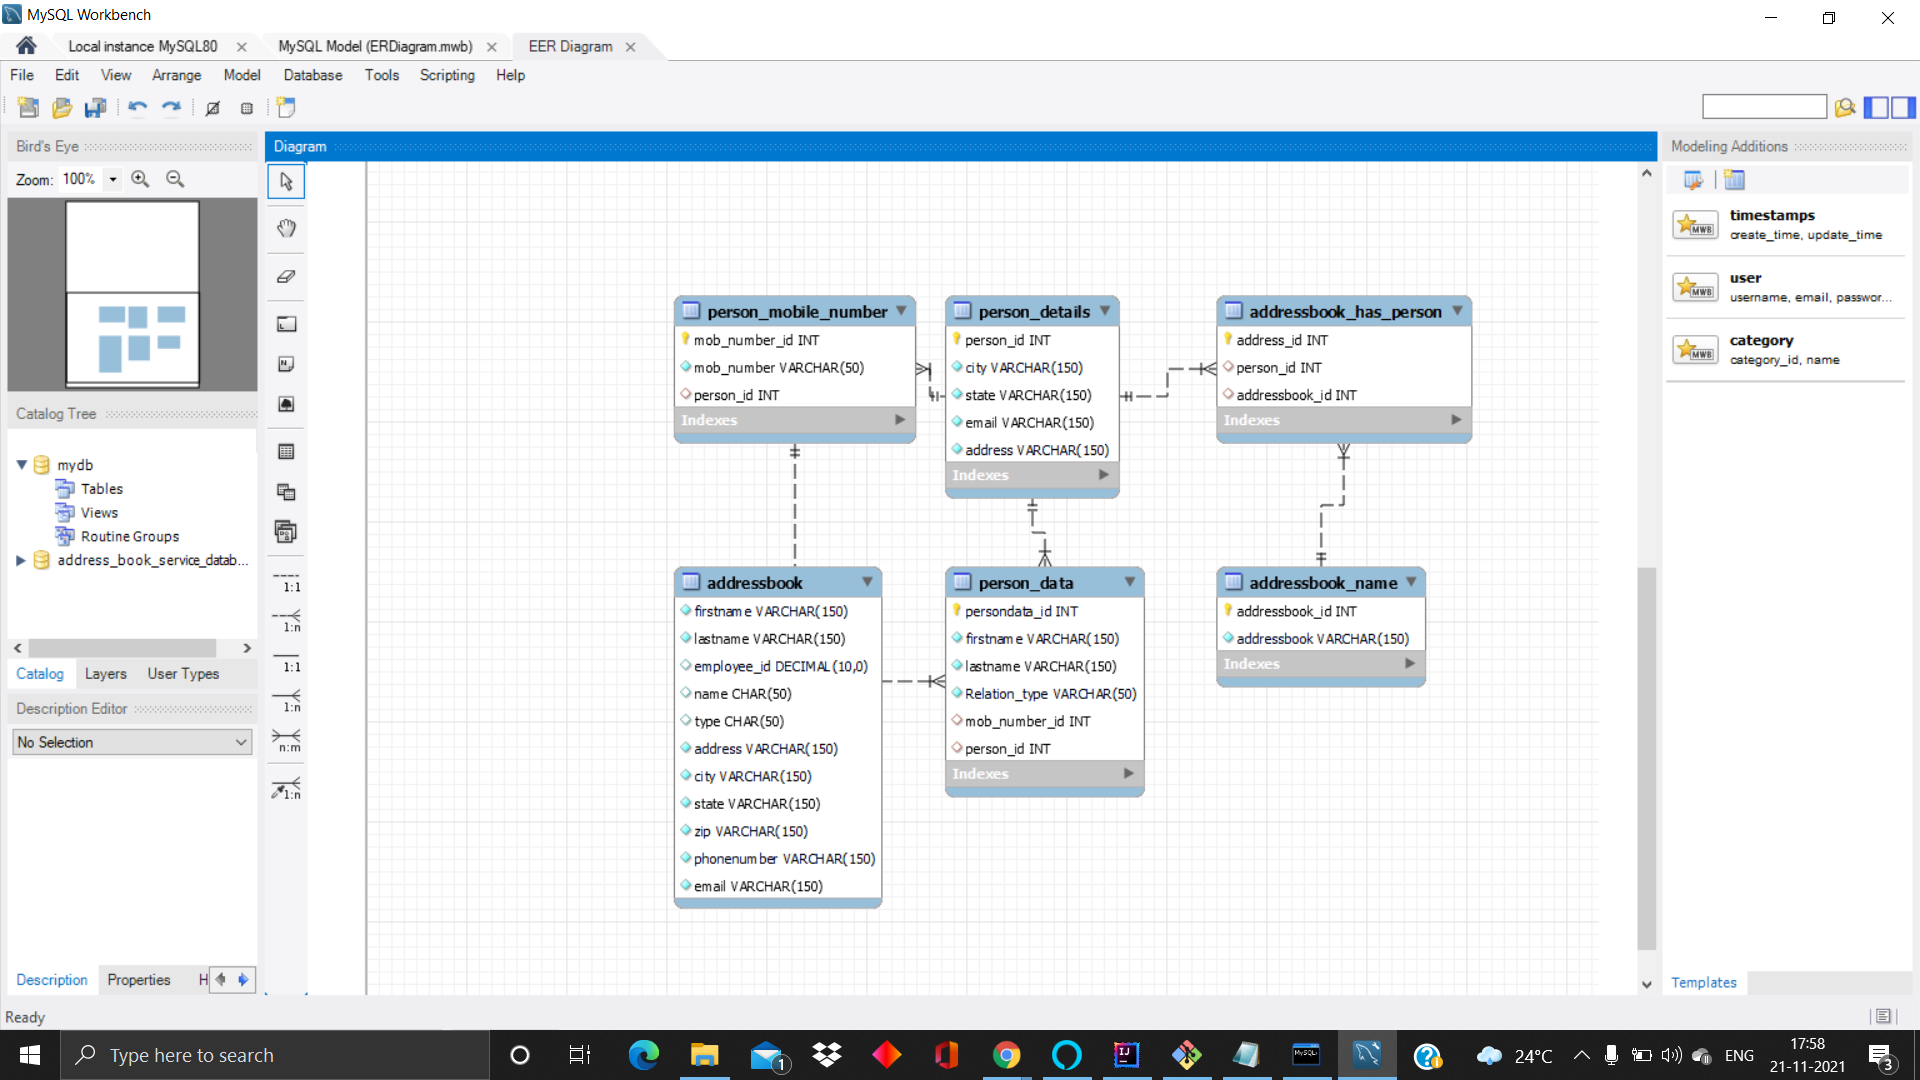 MySQL Workbench
Local instance MySQL80
MySQL Model (ERDiagram.mwb)
EER Diagram
File Edit View Arrange Model Database Tools Scripting Help
Bird's Eye
Zoom: 100%
Diagram
Modeling Additions
timestamps
create_time, update_time
user
username, email, passwor...
category
category_id, name
Templates
Catalog Tree
mydb
Tables
Views
Routine Groups
address_book_service_datab...
Catalog Layers User Types
Description Editor
No Selection
Description Properties H
1:1
1:n
1:1
1:n
n:m
1:n
person_mobile_number
mob_number_id INT
mob_number VARCHAR(50)
person_id INT
Indexes
person_details
person_id INT
city VARCHAR(150)
state VARCHAR(150)
email VARCHAR(150)
address VARCHAR(150)
Indexes
addressbook_has_person
address_id INT
person_id INT
addressbook_id INT
Indexes
addressbook
firstname VARCHAR(150)
lastname VARCHAR(150)
employee_id DECIMAL(10,0)
name CHAR(50)
type CHAR(50)
address VARCHAR(150)
city VARCHAR(150)
state VARCHAR(150)
zip VARCHAR(150)
phonenumber VARCHAR(150)
email VARCHAR(150)
person_data
persondata_id INT
firstname VARCHAR(150)
lastname VARCHAR(150)
Relation_type VARCHAR(50)
mob_number_id INT
person_id INT
Indexes
addressbook_name
addressbook_id INT
addressbook VARCHAR(150)
Indexes
Ready
Type here to search
1
IJ
MySQL
24°C
ENG
17:58
21-11-2021
3